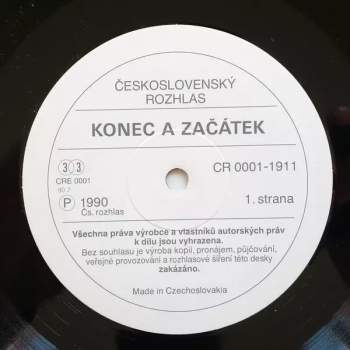 ČESKOSLOVENSKÝ
ROZHLAS
KONEC A ZAČÁTEK
33 CR 0001-1911
CRE 0001
P 1990 1. strana
Čs. rozhlas
Všechna práva výrobce a vlastníků autorských práv
k dílu jsou vyhrazena.
Bez souhlasu je výroba kopií, pronájem, půjčování,
veřejné provozování a rozhlasové šíření této desky
zakázáno.
Made in Czechoslovakia